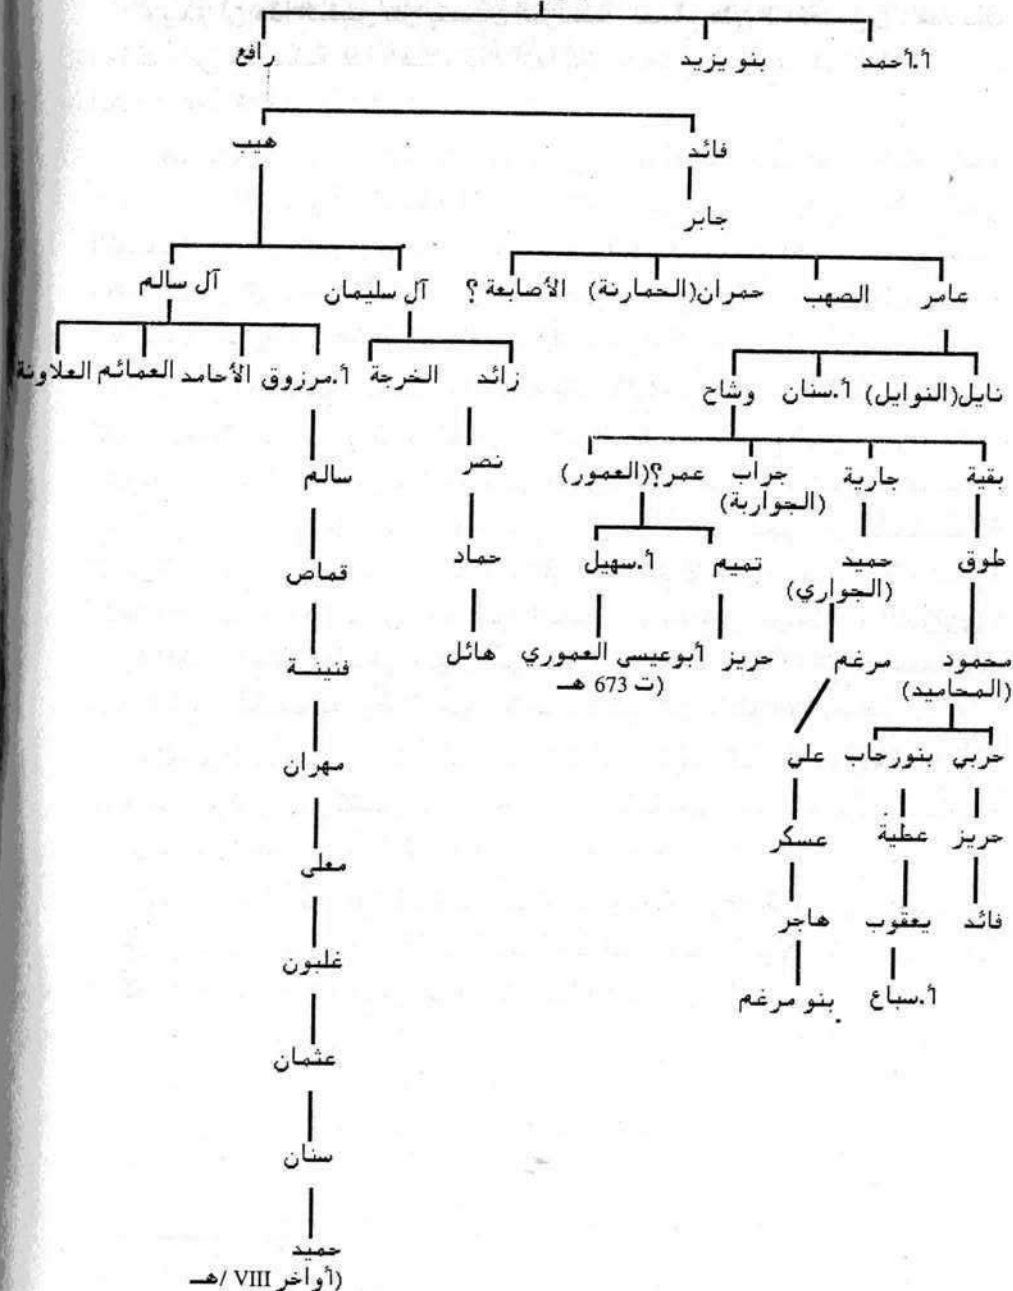 أ.أحمد بنو يزيد رافع
فائد هيب
جابر
عامر الصهب حمران(الحمارنة) الأصابعة ؟ آل سليمان آل سالم
نايل(النوايل) أ.سنان وشاح زائد الخرجة أ.مرزوق الأحامد العمائم العلاونة
بقية جارية جراب عمر؟(العمور) نصر سالم
(الجواربة)
طوق حميد تميم أ.سهيل حماد قماص
(الجواري)
محمود مرغم حريز أبوعيسى العموري هائل فنينة
(المحاميد) (ت 673 هـ
حربي بنورجاب علي مهران
حريز عطية عسكر معلى
فائد يعقوب هاجر غلبون
أ.سباع بنو مرغم
عثمان
سنان
حميد
(أواخر VIII /هـ